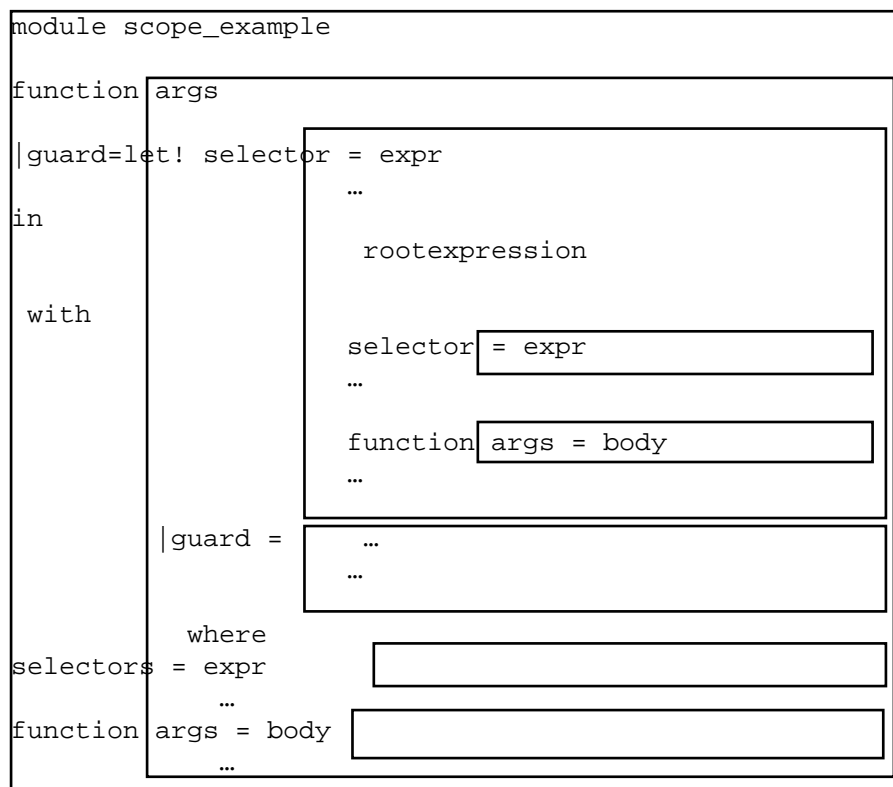 module scope_example
function args
|guard=let! selector = expr
…
in
rootexpression
with
selector = expr
…
function args = body
…
|guard = …
…
where
selectors = expr
…
function args = body
…